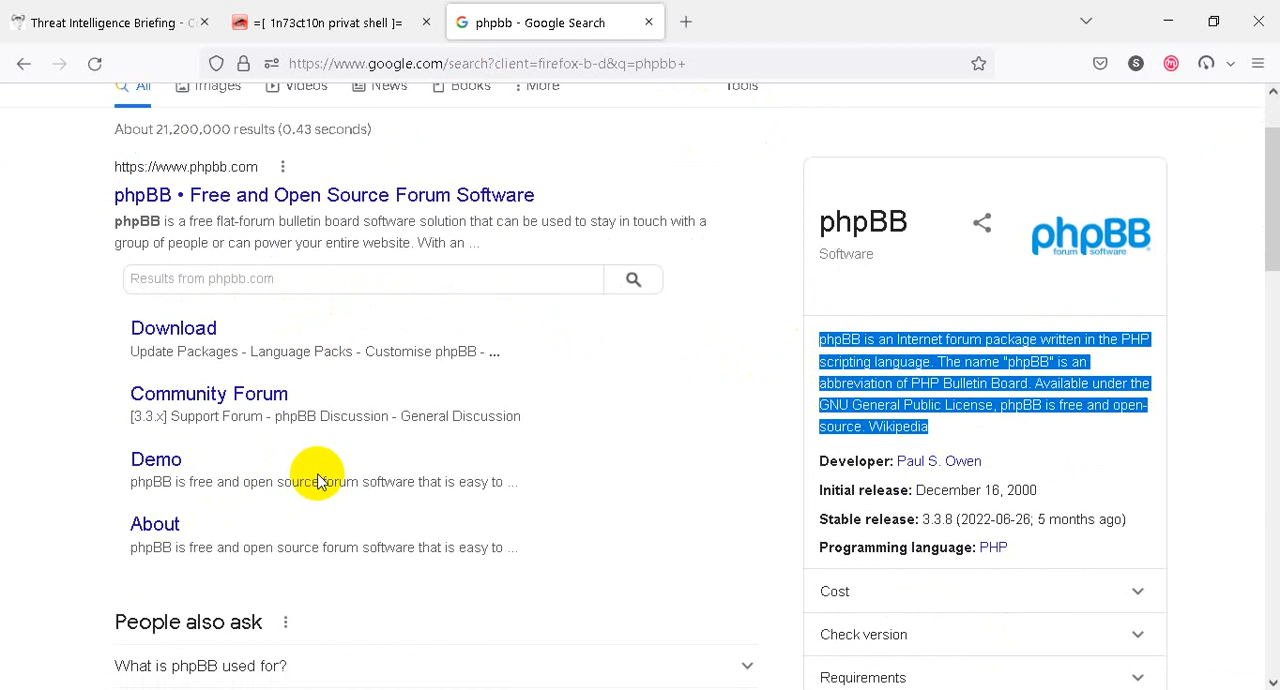 Threat Intelligence Briefing - C
=[ 1n73ct10n privat shell ]=
phpbb - Google Search
https://www.google.com/search?client=firefox-b-d&q=phpbb+
All
Images
Videos
News
Books
More
Tools
About 21,200,000 results (0.43 seconds)
https://www.phpbb.com
phpBB • Free and Open Source Forum Software
phpBB is a free flat-forum bulletin board software solution that can be used to stay in touch with a
group of people or can power your entire website. With an ...
Results from phpbb.com
Download
Update Packages - Language Packs - Customise phpBB - ...
Community Forum
[3.3.x] Support Forum - phpBB Discussion - General Discussion
Demo
phpBB is free and open source forum software that is easy to ...
About
phpBB is free and open source forum software that is easy to ...
People also ask
What is phpBB used for?
phpBB
Software
phpBB
forum software
phpBB is an Internet forum package written in the PHP
scripting language. The name "phpBB" is an
abbreviation of PHP Bulletin Board. Available under the
GNU General Public License, phpBB is free and open-
source. Wikipedia
Developer: Paul S. Owen
Initial release: December 16, 2000
Stable release: 3.3.8 (2022-06-26; 5 months ago)
Programming language: PHP
Cost
Check version
Requirements